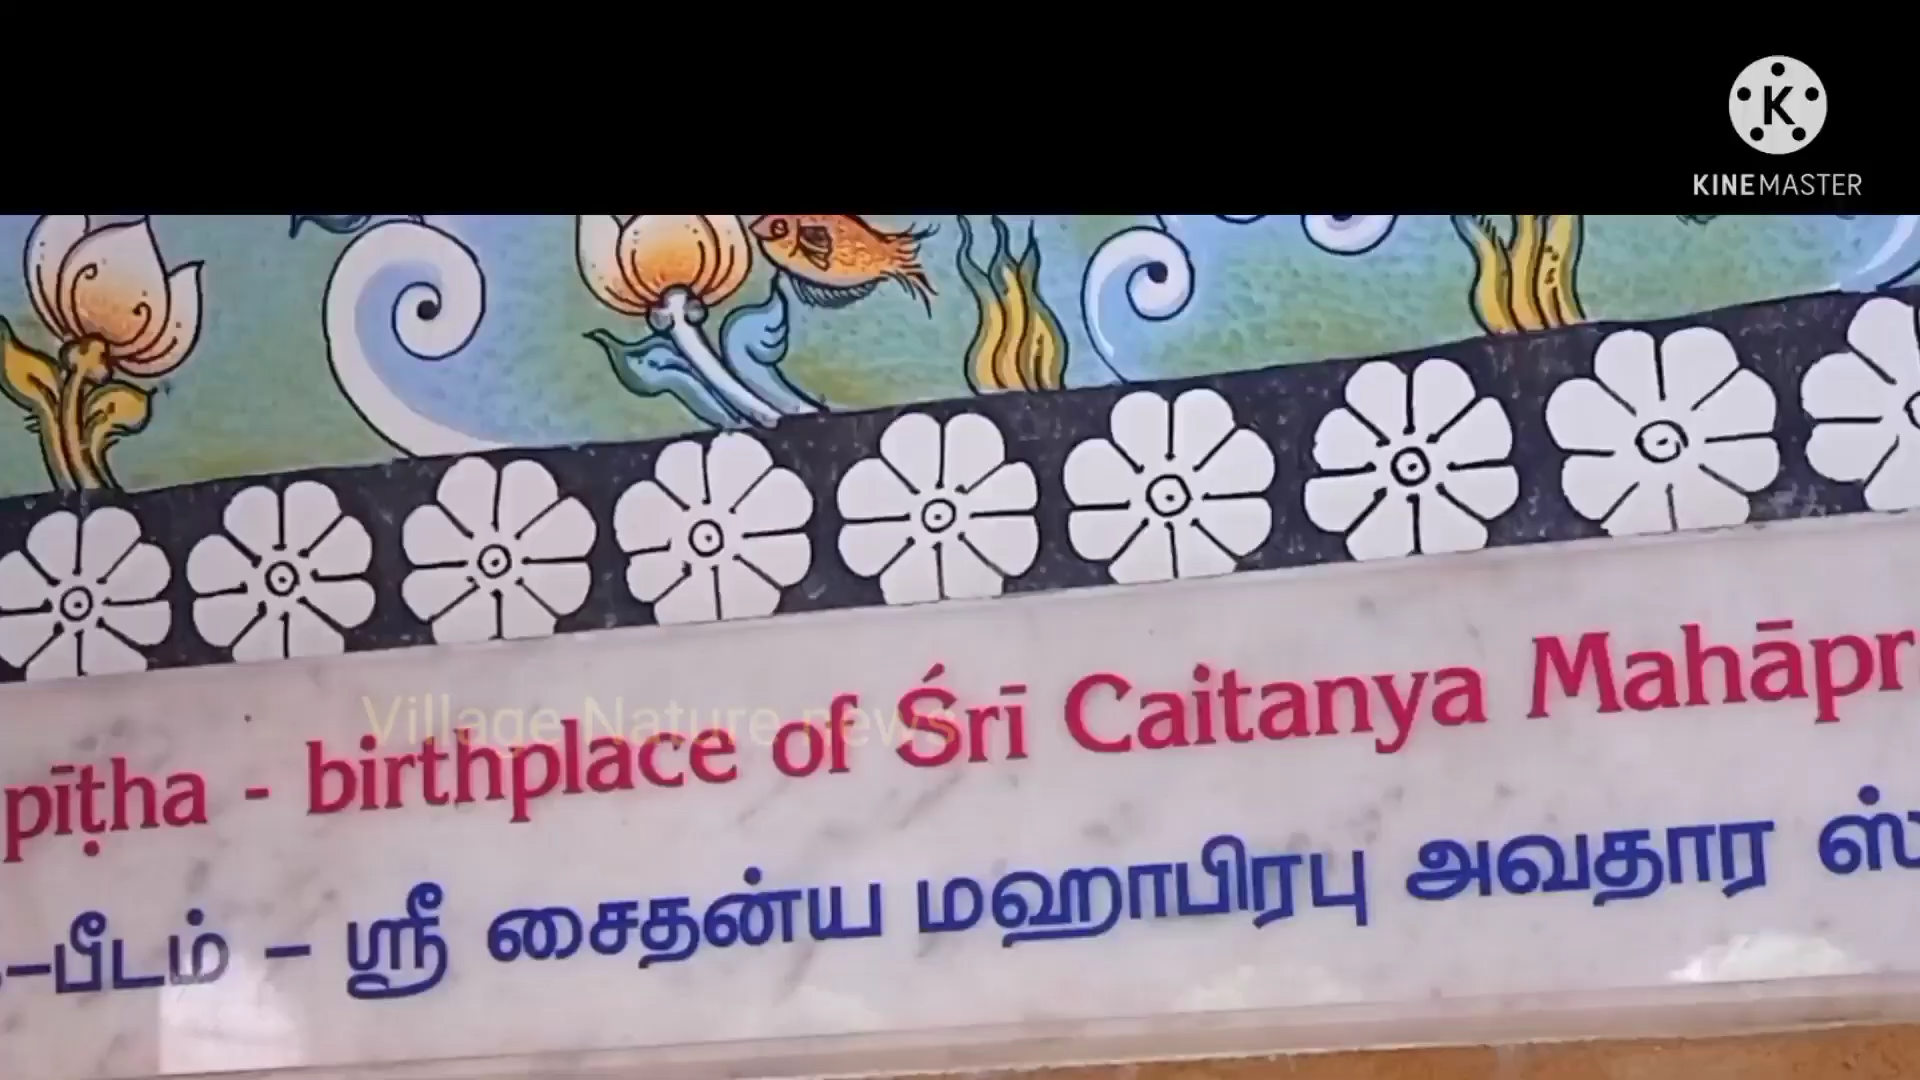 K
KINEMASTER
Village Nature news
pīṭha - birthplace of Śrī Caitanya Mahāpr
-பீடம் - ஸ்ரீ சைதன்ய மஹாபிரபு அவதார ஸ்